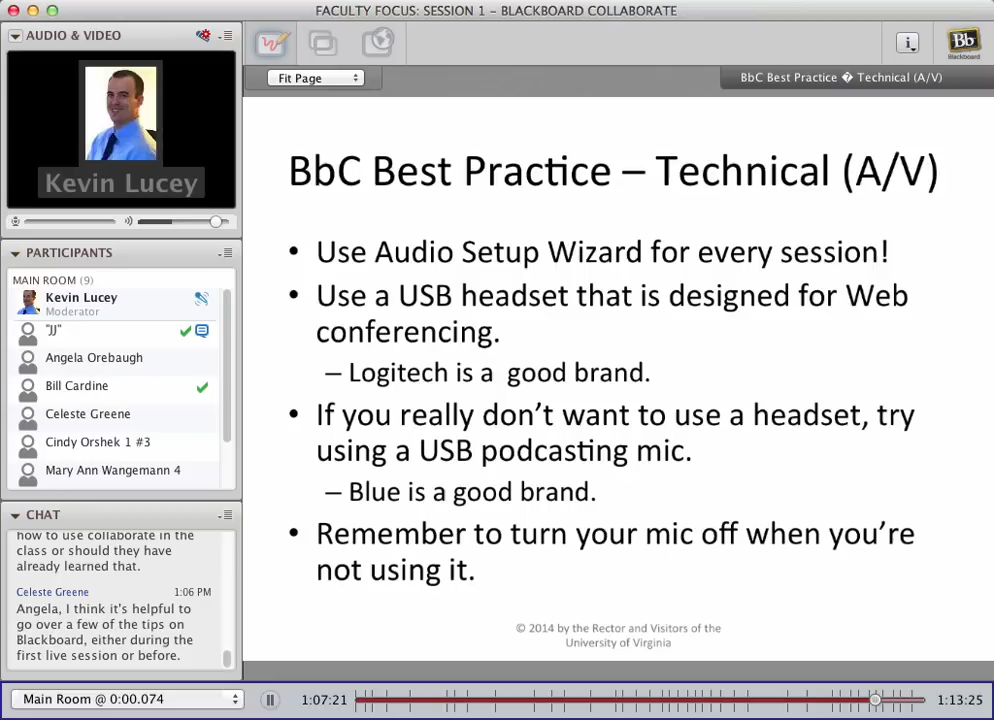 FACULTY FOCUS: SESSION 1 – BLACKBOARD COLLABORATE
AUDIO & VIDEO
Kevin Lucey
PARTICIPANTS
MAIN ROOM (9)
Kevin Lucey
Moderator
"JJ"
Angela Orebaugh
Bill Cardine
Celeste Greene
Cindy Orshek 1 #3
Mary Ann Wangemann 4
CHAT
how to use collaborate in the
class or should they have
already learned that.
Celeste Greene 1:06 PM
Angela, I think it's helpful to
go over a few of the tips on
Blackboard, either during the
first live session or before.
Fit Page
BbC Best Practice � Technical (A/V)
i
Bb
Blackboard
BbC Best Practice – Technical (A/V)
• Use Audio Setup Wizard for every session!
• Use a USB headset that is designed for Web
conferencing.
– Logitech is a good brand.
• If you really don’t want to use a headset, try
using a USB podcasting mic.
– Blue is a good brand.
• Remember to turn your mic off when you’re
not using it.
© 2014 by the Rector and Visitors of the
University of Virginia
Main Room @ 0:00.074
1:07:21
1:13:25